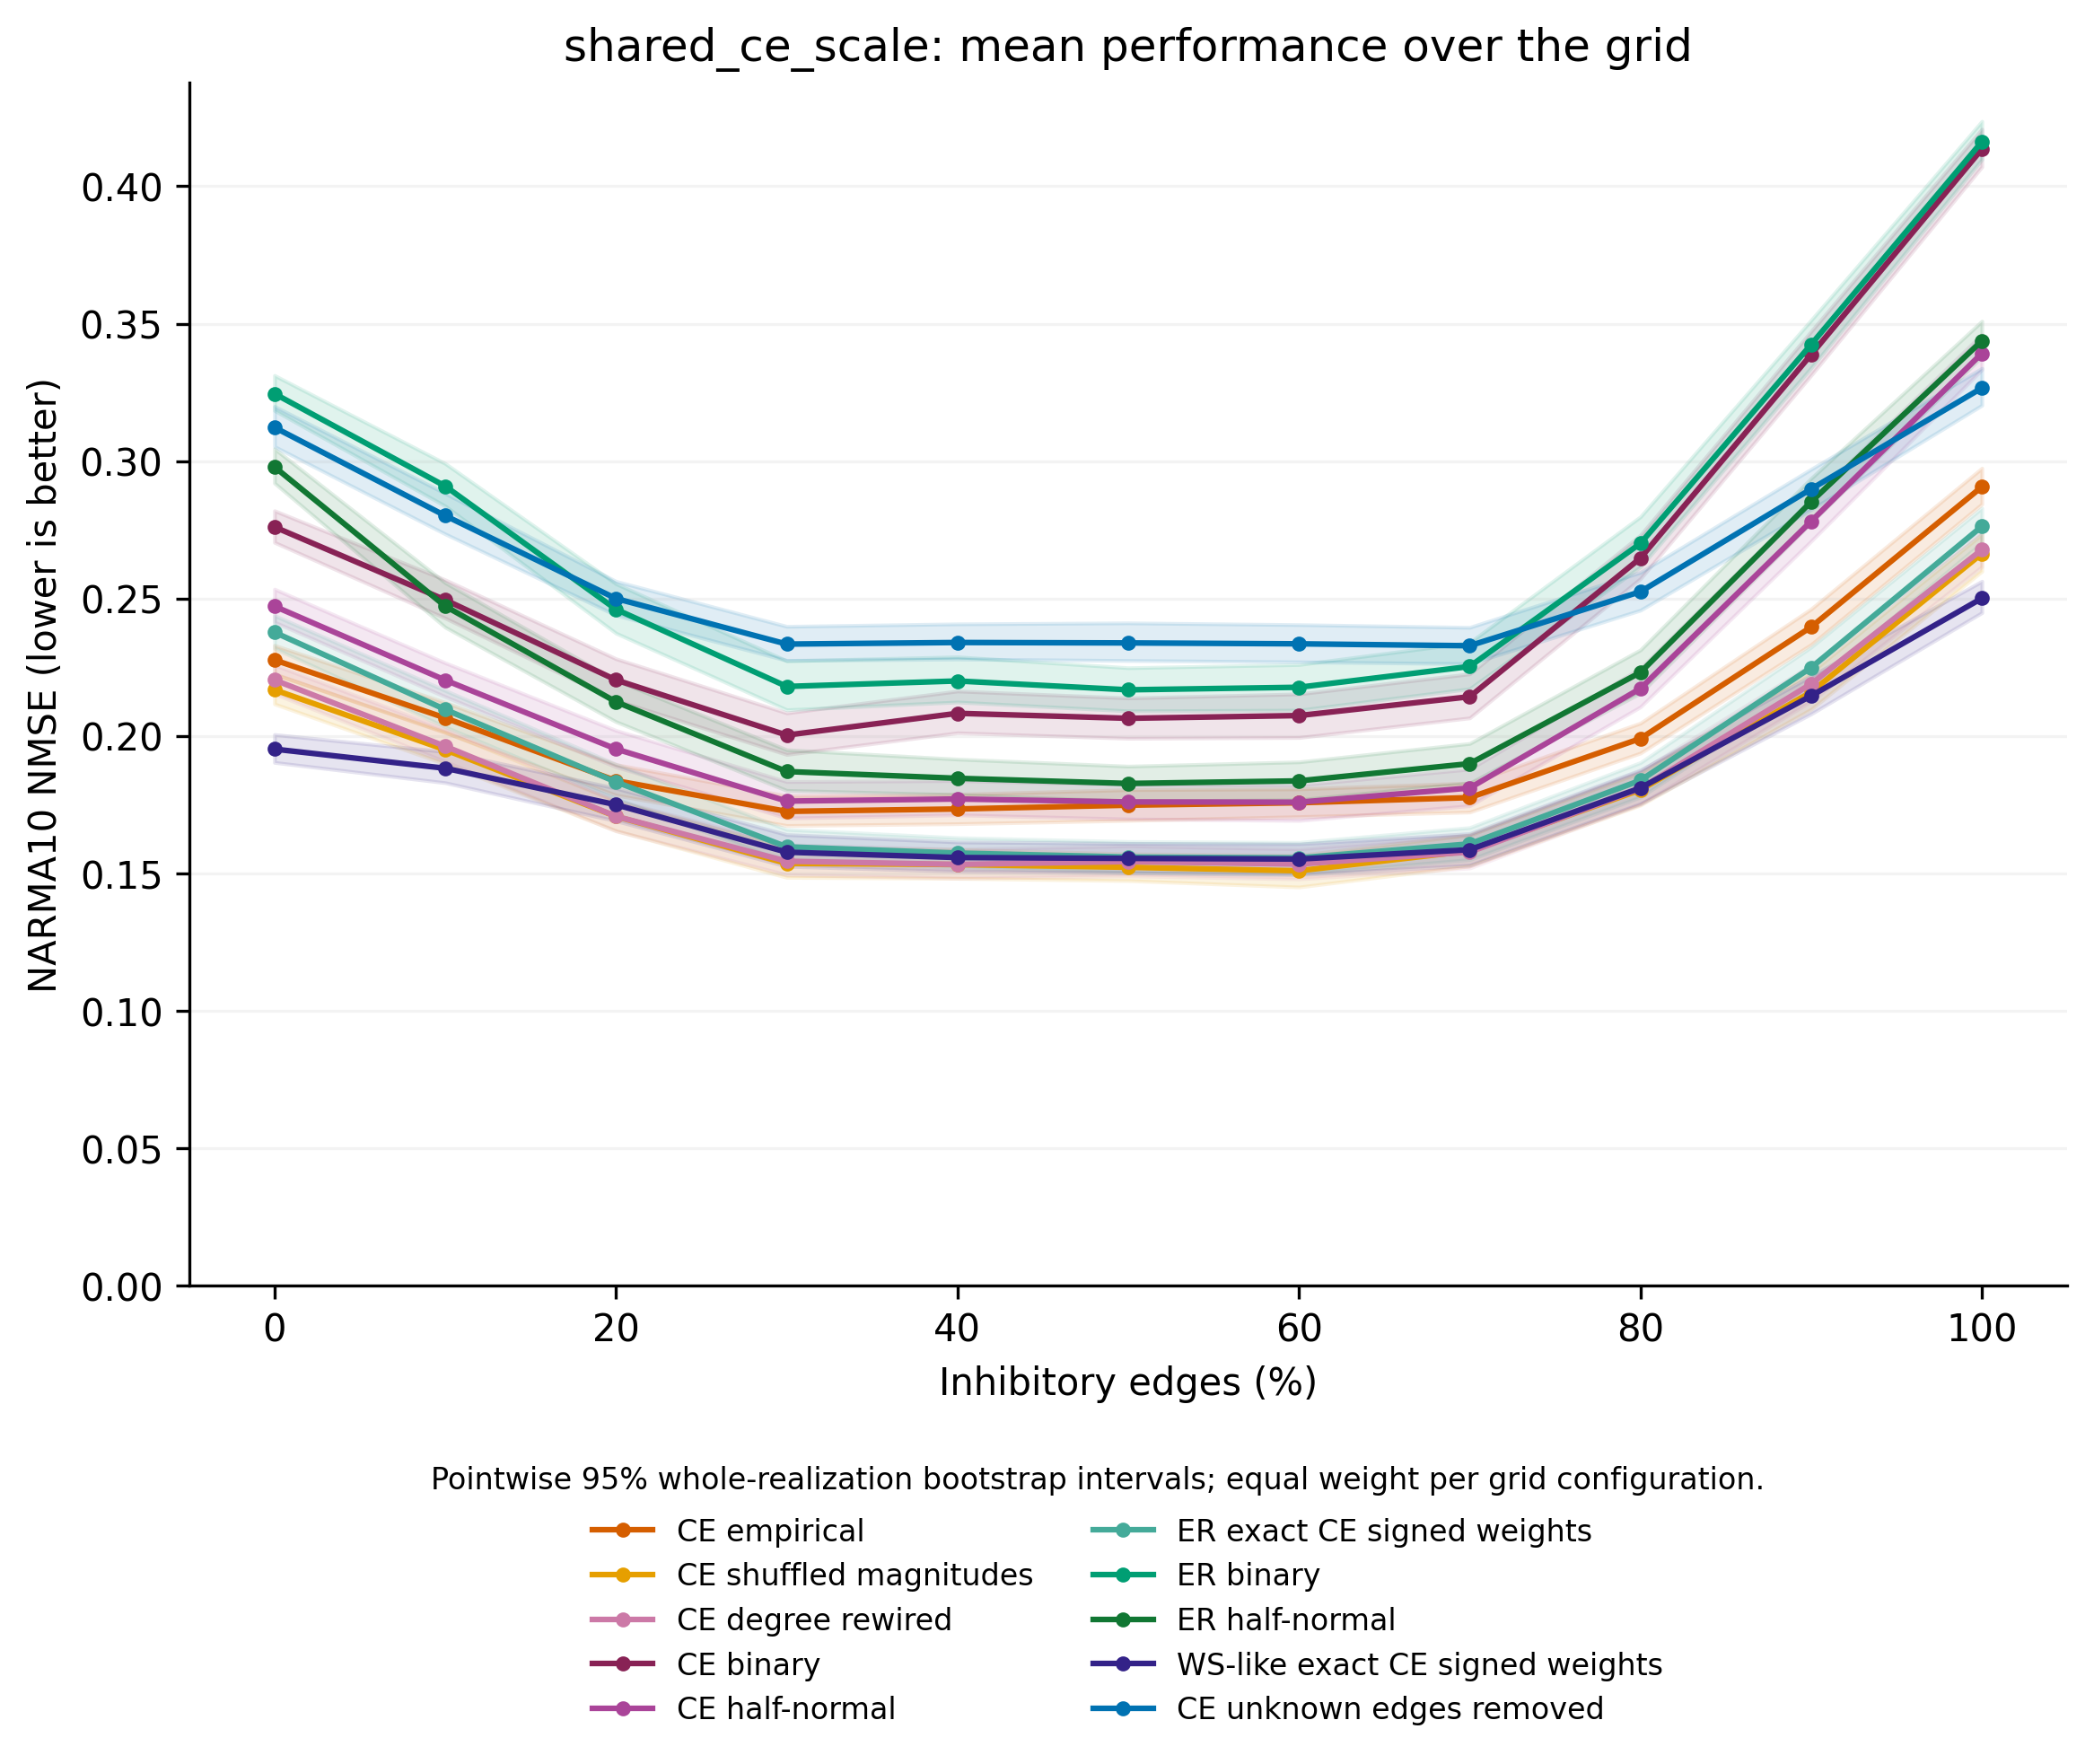 shared_ce_scale: mean performance over the grid
NARMA10 NMSE (lower is better)
0.40
0.35
0.30
0.25
0.20
0.15
0.10
0.05
0.00
0 20 40 60 80 100
Inhibitory edges (%)
Pointwise 95% whole-realization bootstrap intervals; equal weight per grid configuration.
CE empirical
CE shuffled magnitudes
CE degree rewired
CE binary
CE half-normal
ER exact CE signed weights
ER binary
ER half-normal
WS-like exact CE signed weights
CE unknown edges removed